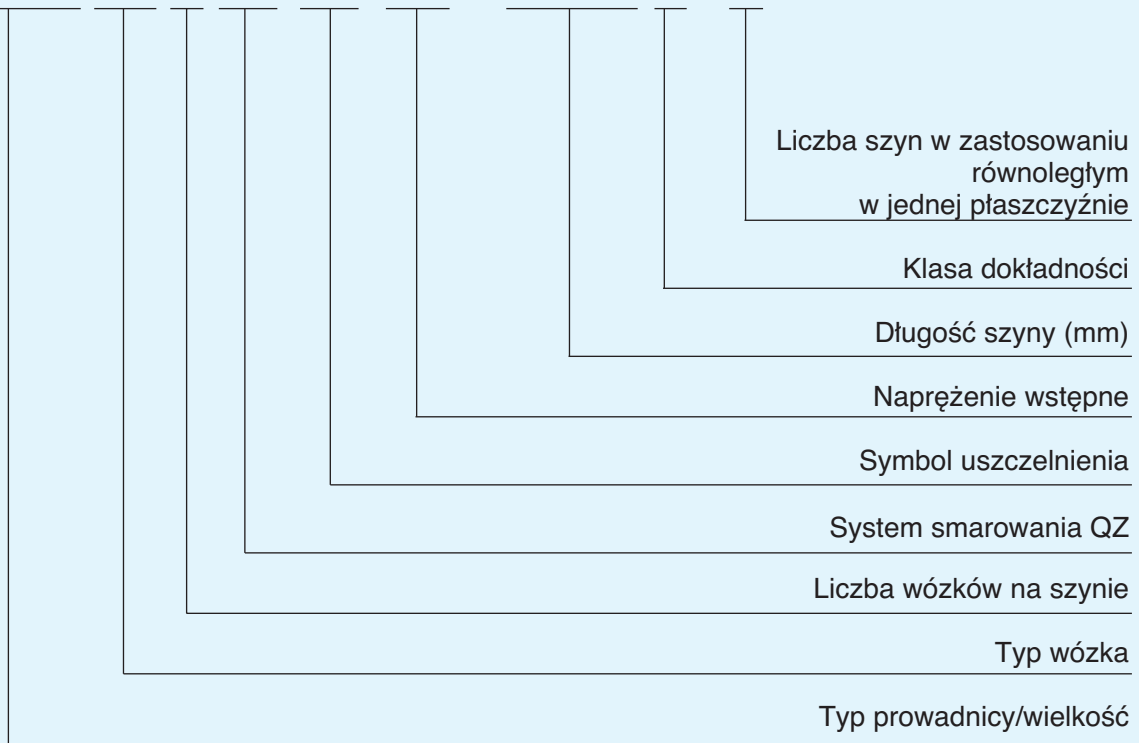 Liczba szyn w zastosowaniu
równoległym
w jednej płaszczyźnie
Klasa dokładności
Długość szyny (mm)
Naprężenie wstępne
Symbol uszczelnienia
System smarowania QZ
Liczba wózków na szynie
Typ wózka
Typ prowadnicy/wielkość